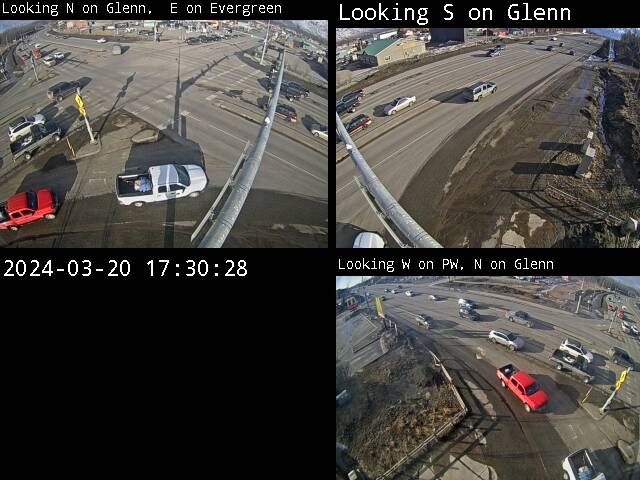 Looking N on Glenn,  E on Evergreen
Looking S on Glenn
2024-03-20 17:30:28
Looking W on PW, N on Glenn